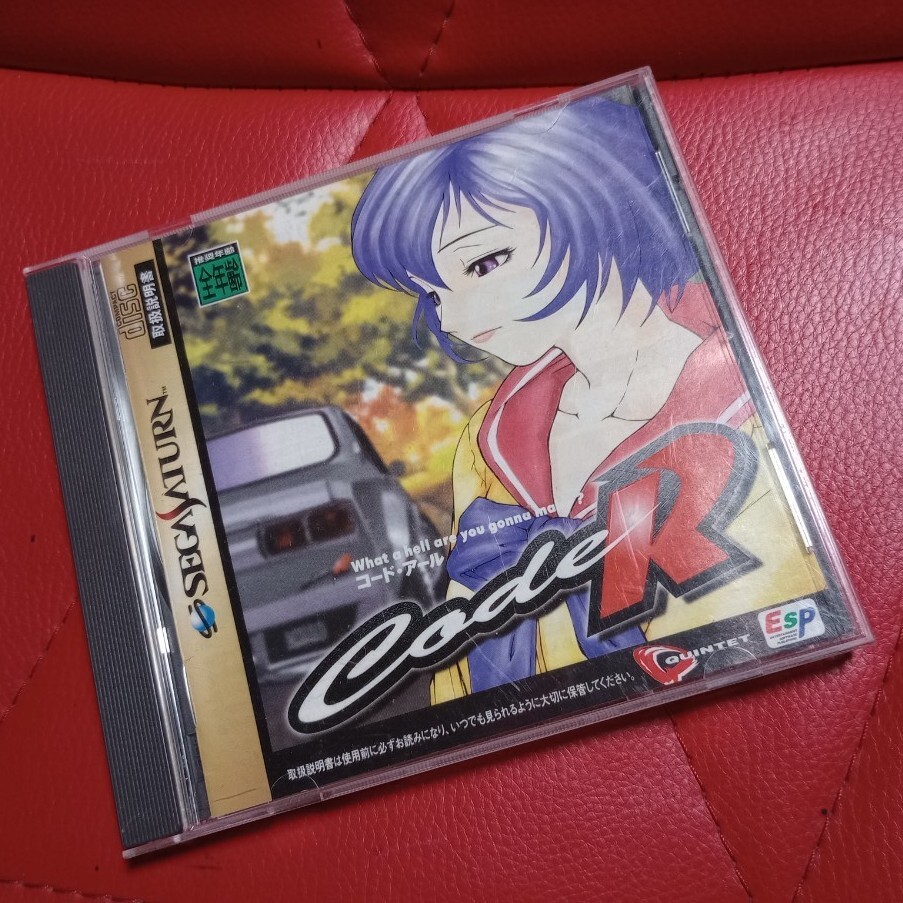 COMPACT
disc
取扱説明書
SEGA SATURN™
推奨年齢
全年齢
What a hell are you gonna ma ?
コード・アール
Code R
QUINTET
ESP
取扱説明書は使用前に必ずお読みになり、いつでも見られるように大切に保管してください。